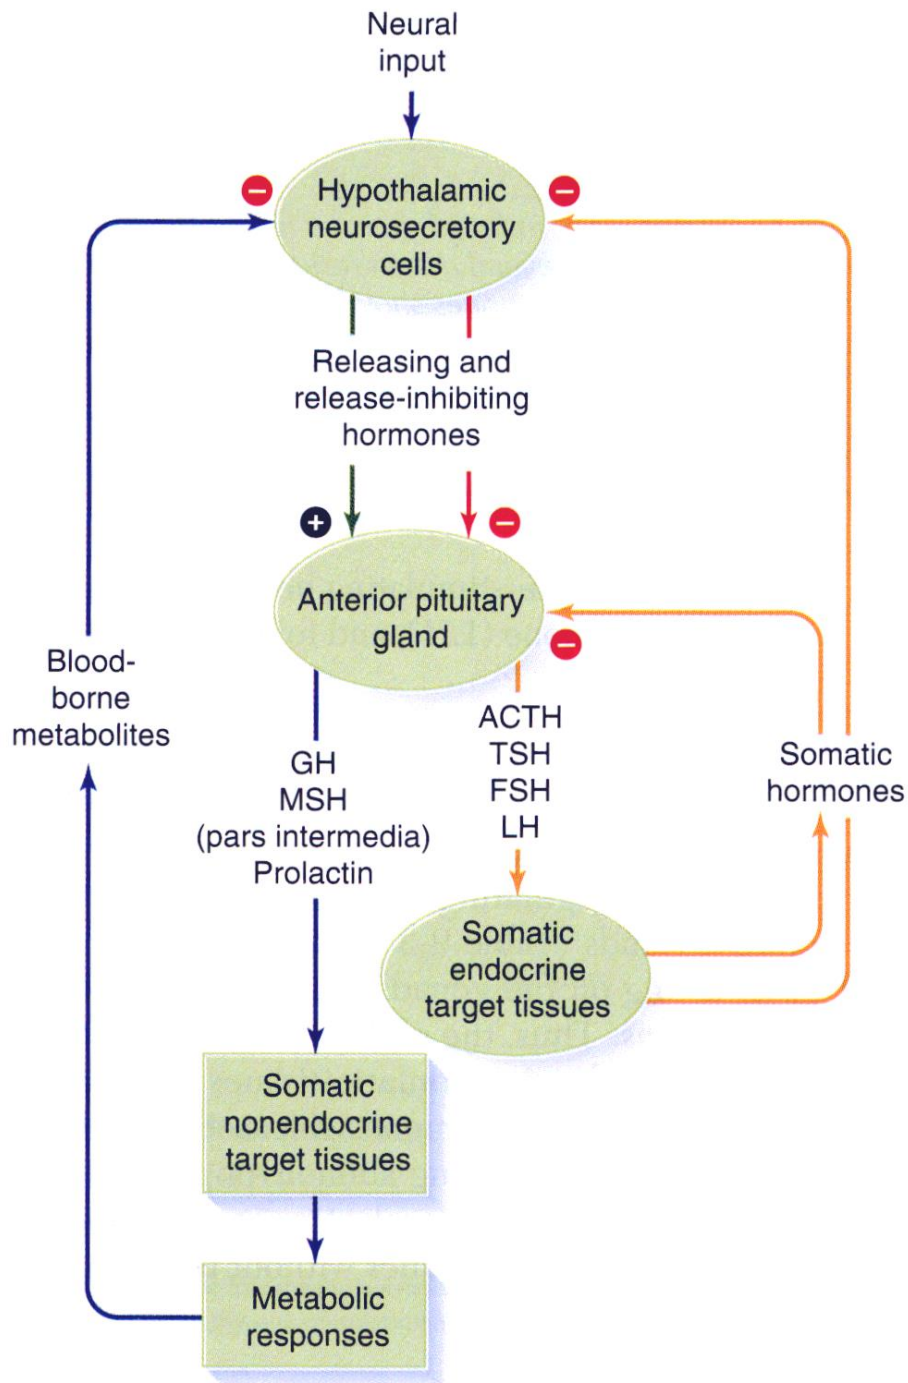 Neural
input
−
−
Hypothalamic
neurosecretory
cells
Releasing and
release-inhibiting
hormones
+
−
Anterior pituitary
gland
−
Blood-
borne
metabolites
GH
MSH
(pars intermedia)
Prolactin
ACTH
TSH
FSH
LH
Somatic
hormones
Somatic
endocrine
target tissues
Somatic
nonendocrine
target tissues
Metabolic
responses